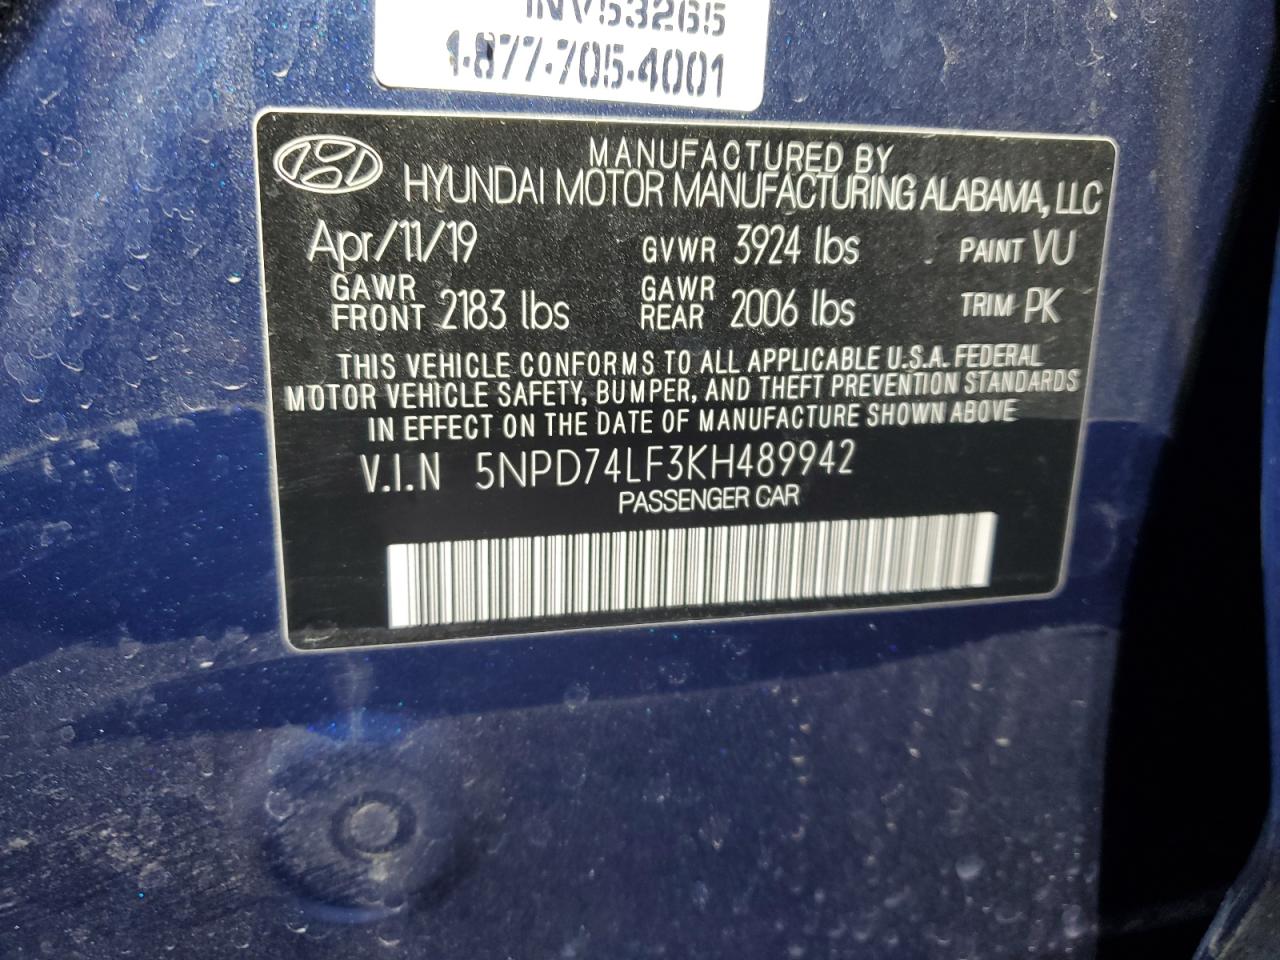 INV53265
1-877-705-4001
MANUFACTURED BY
HYUNDAI MOTOR MANUFACTURING ALABAMA, LLC
Apr/11/19 GVWR 3924 lbs PAINT VU
GAWR FRONT 2183 lbs GAWR REAR 2006 lbs TRIM PK
THIS VEHICLE CONFORMS TO ALL APPLICABLE U.S.A. FEDERAL
MOTOR VEHICLE SAFETY, BUMPER, AND THEFT PREVENTION STANDARDS
IN EFFECT ON THE DATE OF MANUFACTURE SHOWN ABOVE
V.I.N 5NPD74LF3KH489942
PASSENGER CAR